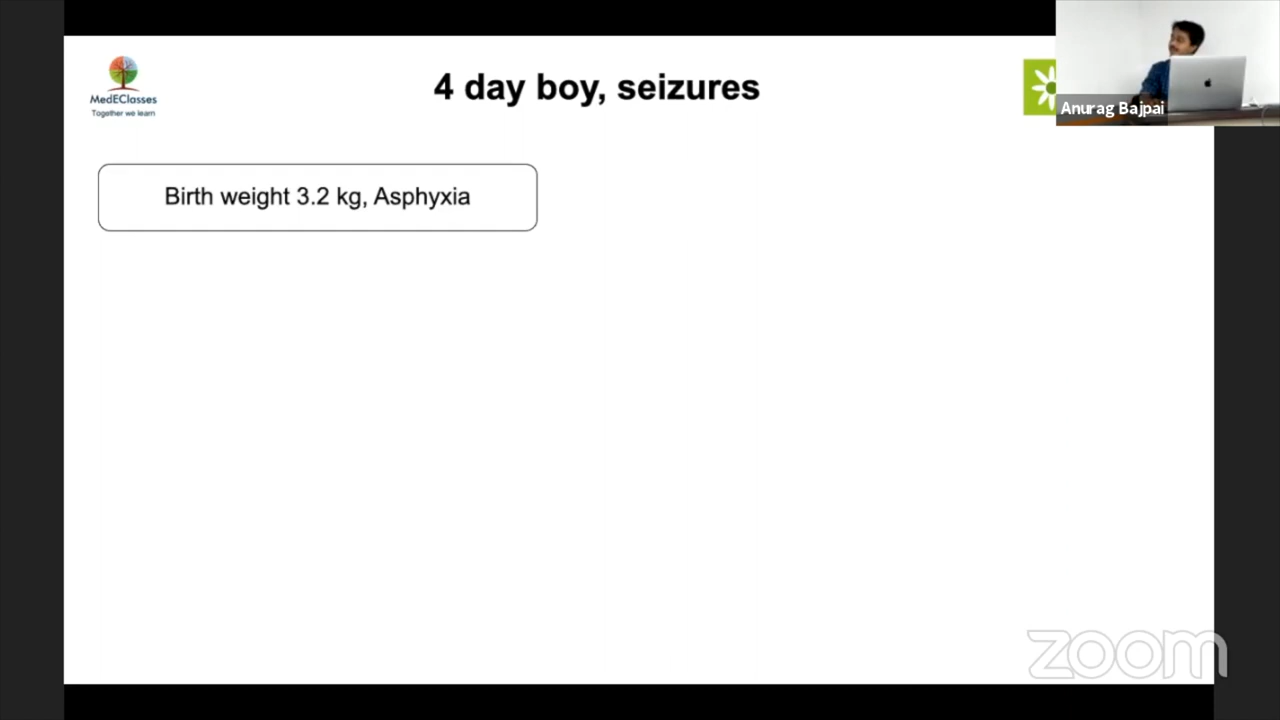 4 day boy, seizures
MedEClasses
Together we learn
Anurag Bajpai
Birth weight 3.2 kg, Asphyxia
zoom